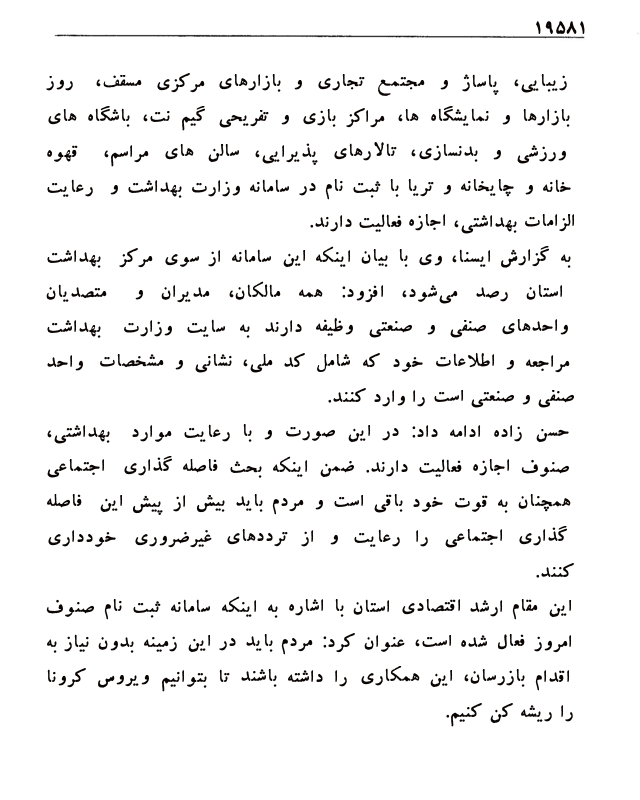 ۱۹۵۸۱
زیبایی، پاساژ و مجتمع تجاری و بازارهای مرکزی مسقف، روز
بازارها و نمایشگاه ها، مراکز بازی و تفریحی گیم نت، باشگاه های
ورزشی و بدنسازی، تالارهای پذیرایی، سالن های مراسم، قهوه
خانه و چایخانه و تریا با ثبت نام در سامانه وزارت بهداشت و رعایت
الزامات بهداشتی، اجازه فعالیت دارند.
به گزارش ایسنا، وی با بیان اینکه این سامانه از سوی مرکز بهداشت
استان رصد می‌شود، افزود: همه مالکان، مدیران و متصدیان
واحدهای صنفی و صنعتی وظیفه دارند به سایت وزارت بهداشت
مراجعه و اطلاعات خود که شامل کد ملی، نشانی و مشخصات واحد
صنفی و صنعتی است را وارد کنند.
حسن زاده ادامه داد: در این صورت و با رعایت موارد بهداشتی،
صنوف اجازه فعالیت دارند. ضمن اینکه بحث فاصله گذاری اجتماعی
همچنان به قوت خود باقی است و مردم باید بیش از پیش این فاصله
گذاری اجتماعی را رعایت و از ترددهای غیرضروری خودداری
کنند.
این مقام ارشد اقتصادی استان با اشاره به اینکه سامانه ثبت نام صنوف
امروز فعال شده است، عنوان کرد: مردم باید در این زمینه بدون نیاز به
اقدام بازرسان، این همکاری را داشته باشند تا بتوانیم ویروس کرونا
را ریشه کن کنیم.